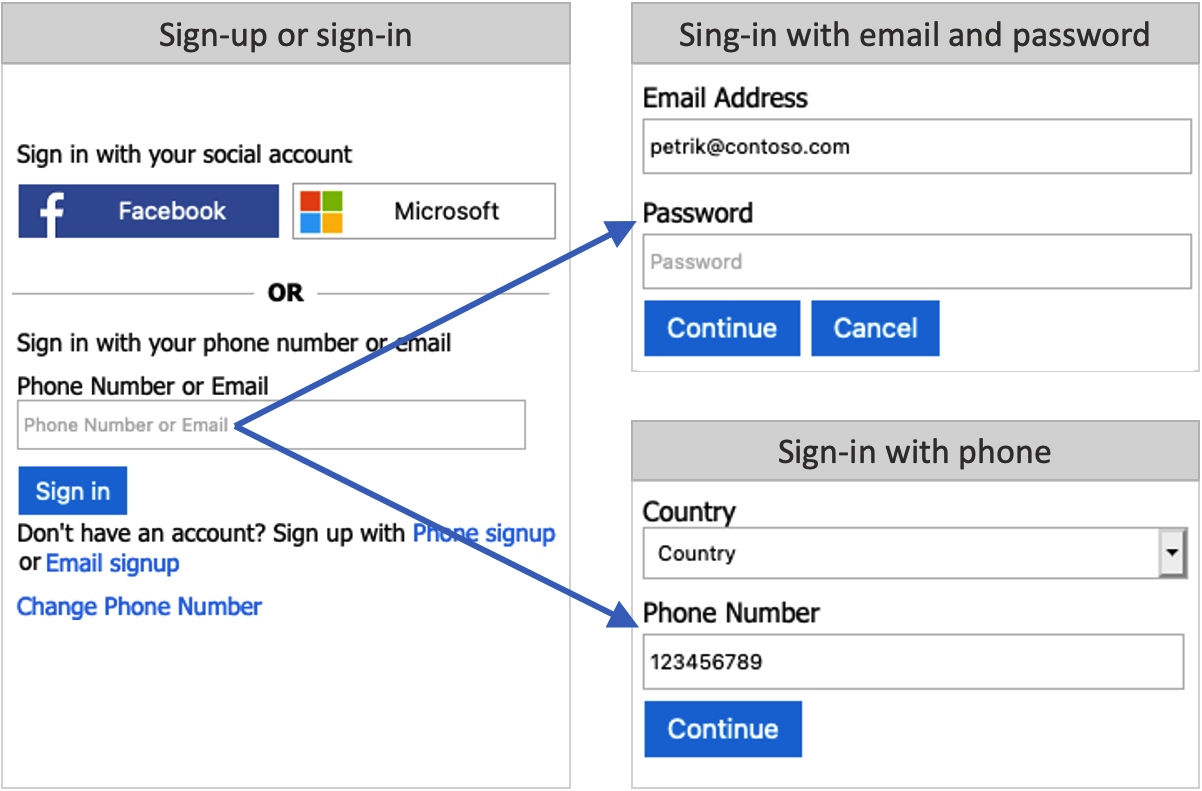 Sign-up or sign-in
Sign in with your social account
Facebook
Microsoft
OR
Sign in with your phone number or email
Phone Number or Email
Phone Number or Email
Sign in
Don't have an account? Sign up with Phone signup
or Email signup
Change Phone Number
Sing-in with email and password
Email Address
petrik@contoso.com
Password
Password
Continue
Cancel
Sign-in with phone
Country
Country
Phone Number
123456789
Continue